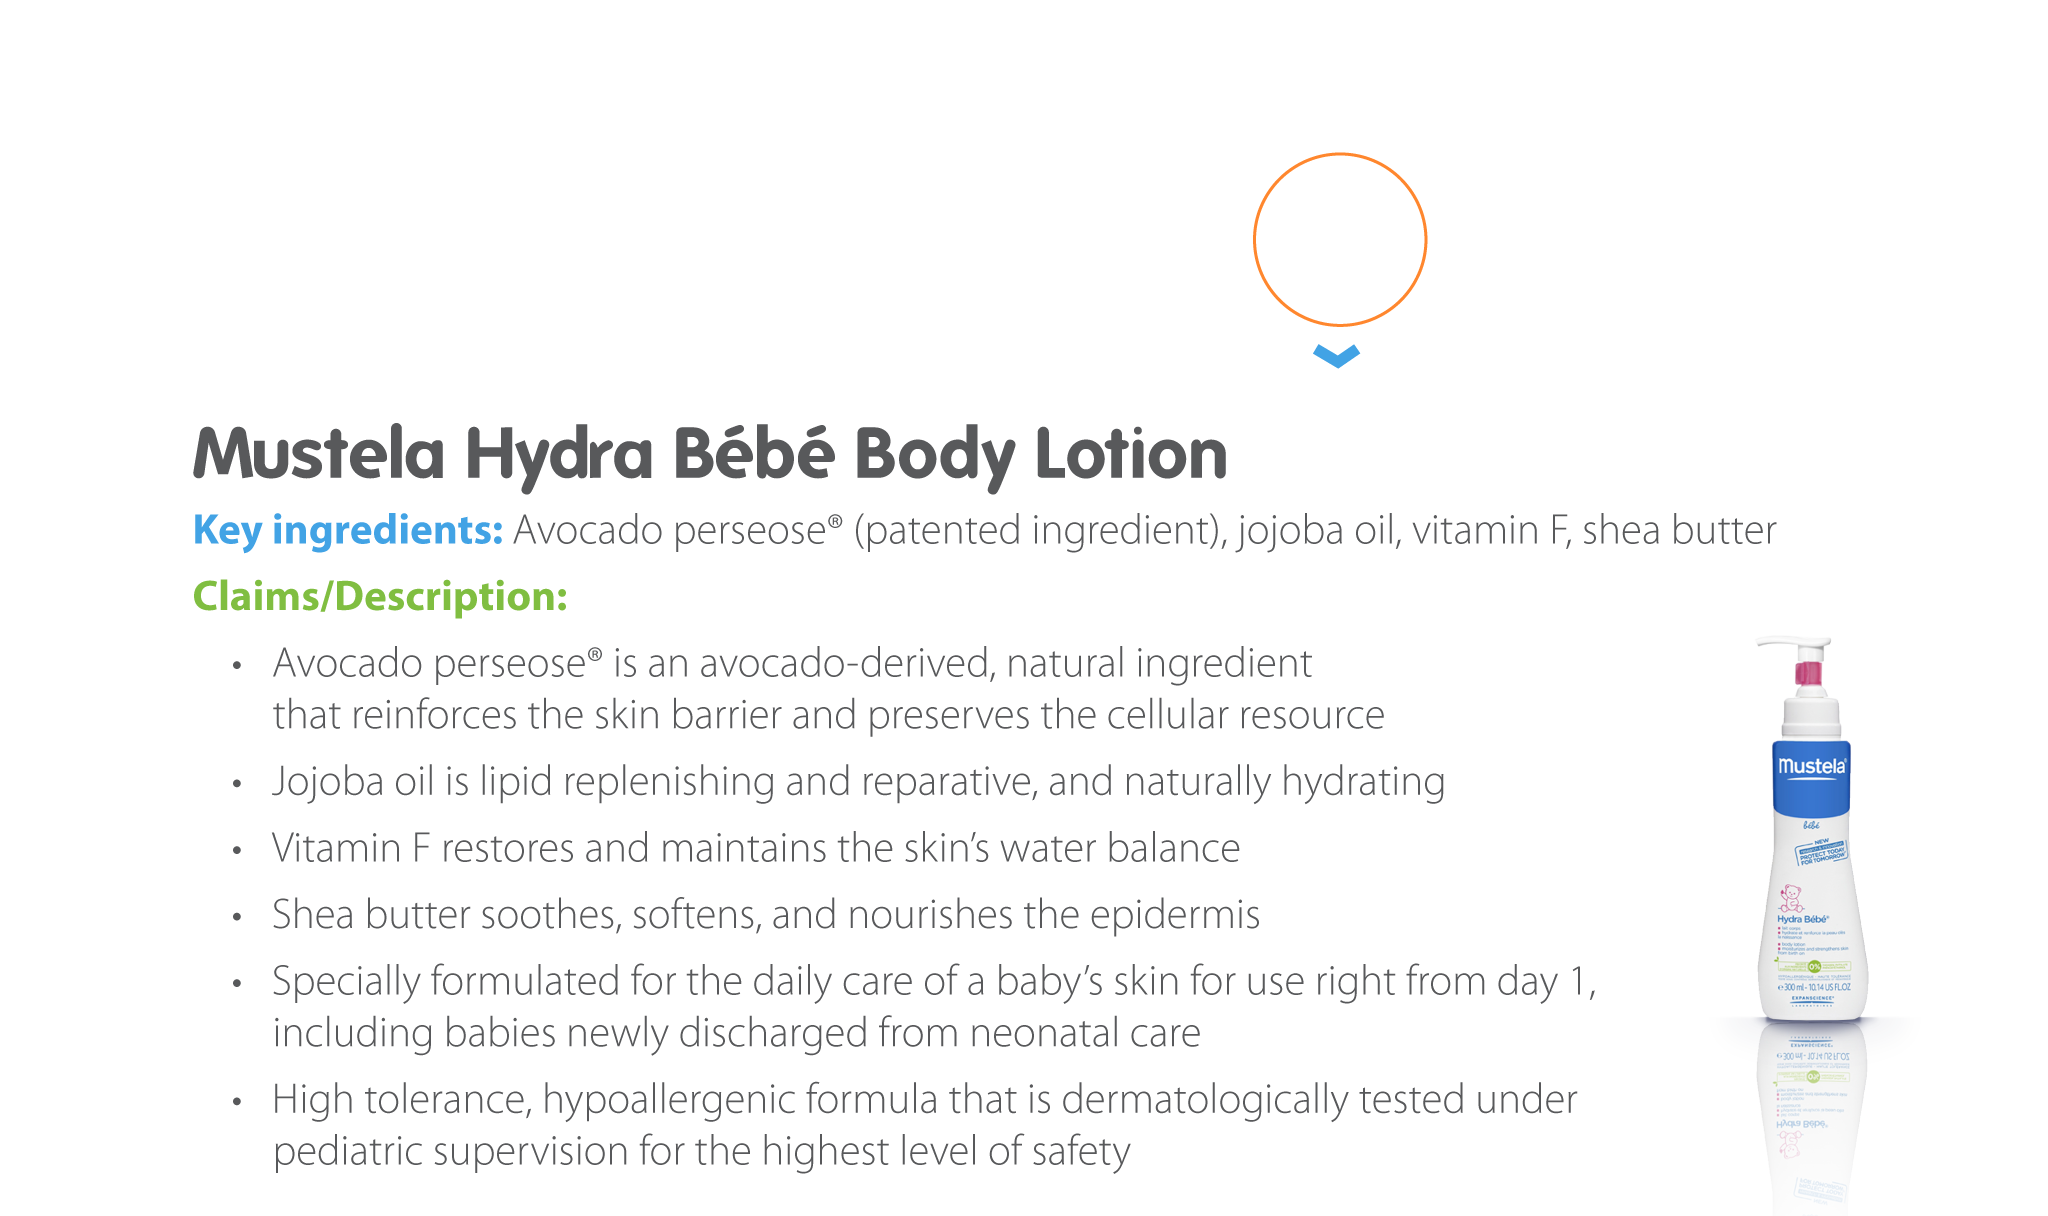 Mustela Hydra Bébé Body Lotion
Key ingredients: Avocado perseose® (patented ingredient), jojoba oil, vitamin F, shea butter
Claims/Description:
• Avocado perseose® is an avocado-derived, natural ingredient
that reinforces the skin barrier and preserves the cellular resource
• Jojoba oil is lipid replenishing and reparative, and naturally hydrating
• Vitamin F restores and maintains the skin’s water balance
• Shea butter soothes, softens, and nourishes the epidermis
• Specially formulated for the daily care of a baby’s skin for use right from day 1,
including babies newly discharged from neonatal care
• High tolerance, hypoallergenic formula that is dermatologically tested under
pediatric supervision for the highest level of safety
mustela®
bébé
NEW
PROTECT TODAY
FOR TOMORROW
Hydra Bébé®
body lotion
0%
300 ml - 10.14 US FL.OZ
EXPANSCIENCE®